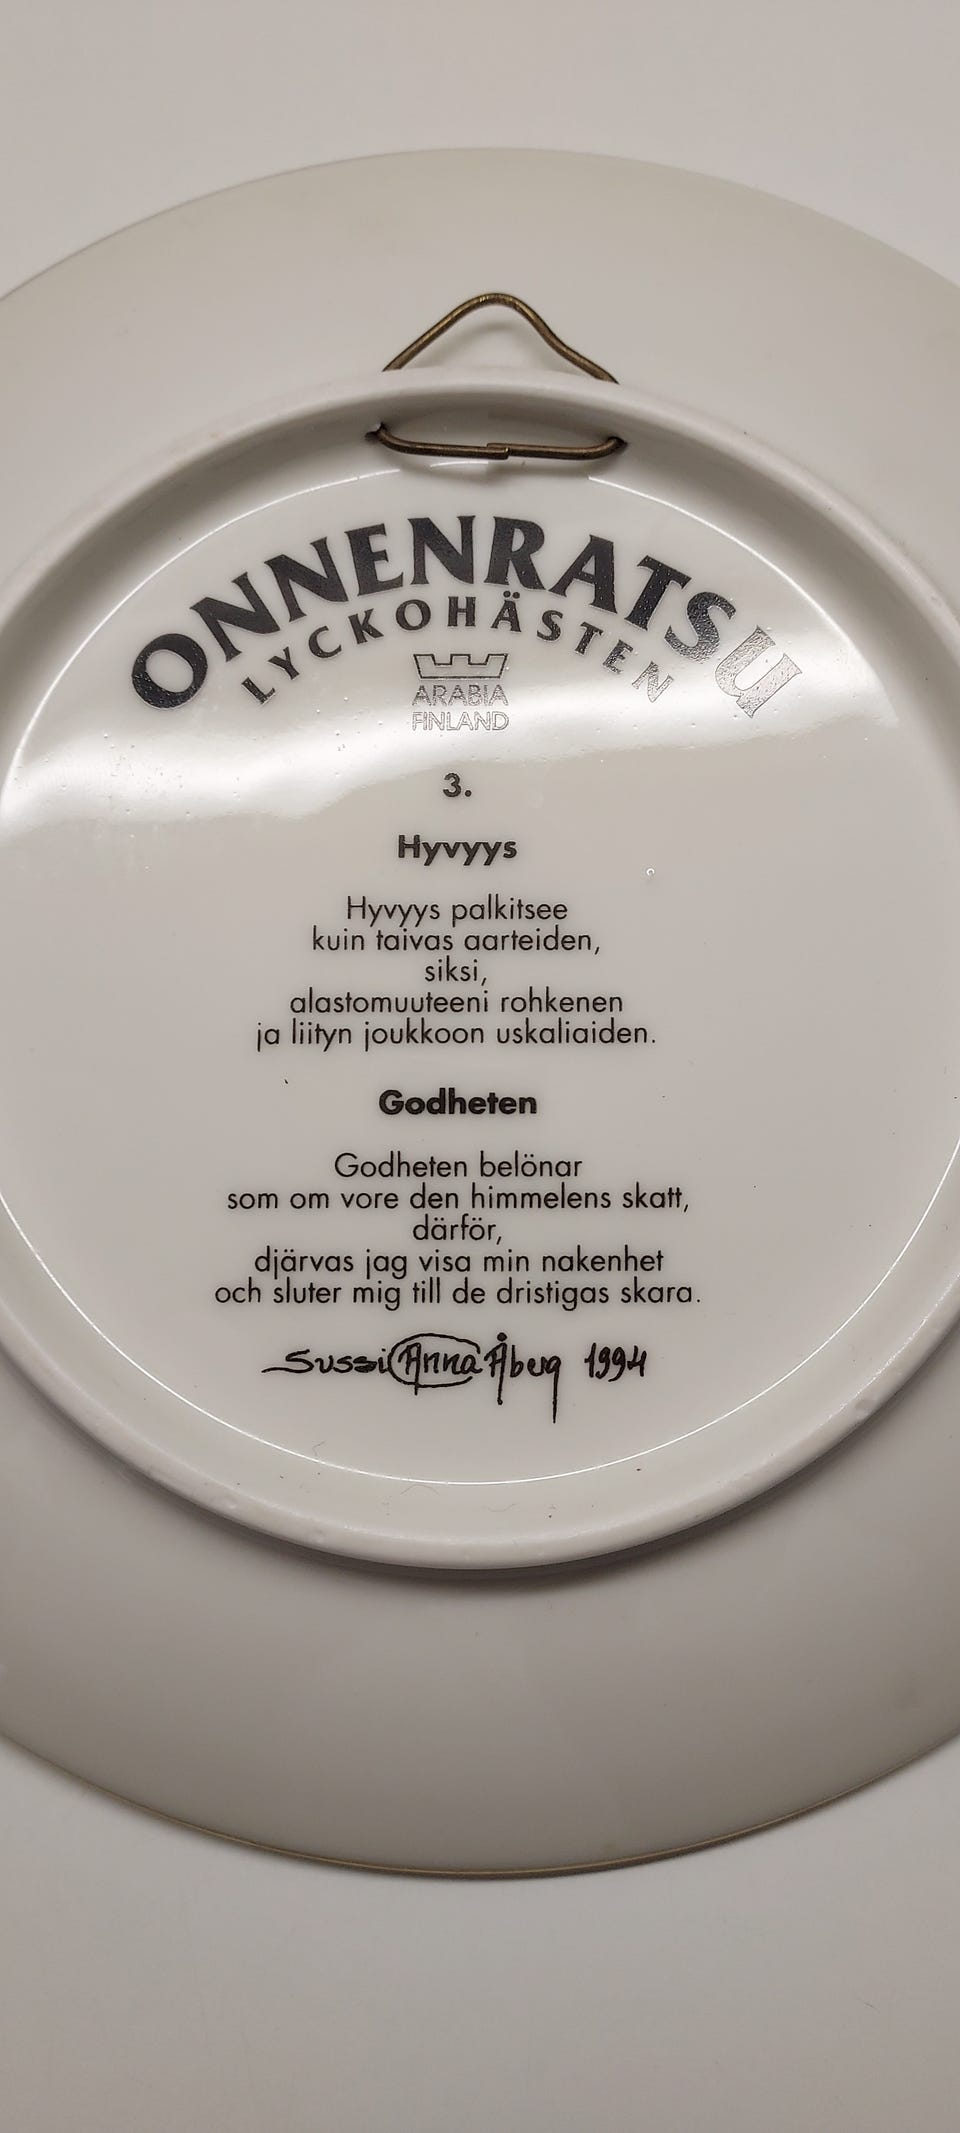 ONNENRATSU
LYCKOHÄSTEN
ARABIA
FINLAND
3.
Hyvyys
Hyvyys palkitsee
kuin taivas aarteiden,
siksi,
alastomuuteeni rohkenen
ja liityn joukkoon uskaliaiden.
Godheten
Godheten belönar
som om vore den himmelens skatt,
därför,
djärvas jag visa min nakenhet
och sluter mig till de dristigas skara.
Sussi Anna Åberg 1994